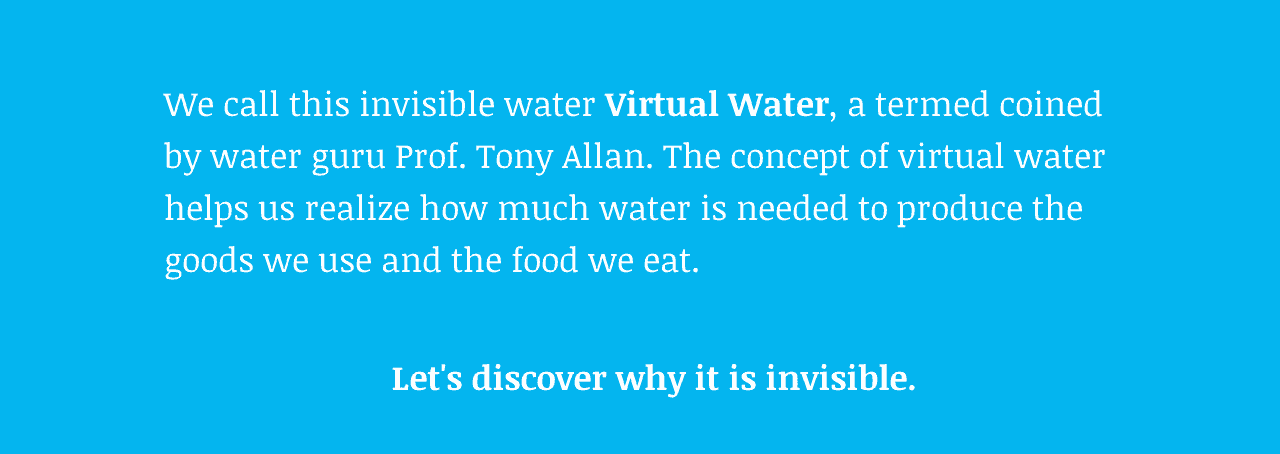 We call this invisible water Virtual Water, a termed coined
by water guru Prof. Tony Allan. The concept of virtual water
helps us realize how much water is needed to produce the
goods we use and the food we eat.
Let's discover why it is invisible.